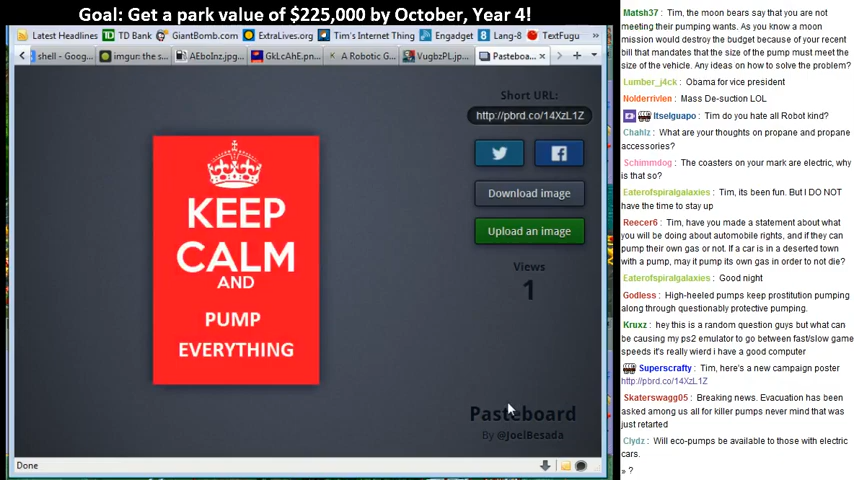 Goal: Get a park value of $225,000 by October, Year 4!
Latest Headlines TD Bank GiantBomb.com ExtraLives.org Tim's Internet Thing Engadget Lang-8 TextFugu
shell - Goog... imgur: the s... AEboInz.jpg... GkLcAhE.pn... A Robotic G... VugbzPL.jp... Pasteboa...
Short URL:
http://pbrd.co/14XzL1Z
Download image
Upload an image
Views
1
KEEP
CALM
AND
PUMP
EVERYTHING
Pasteboard
By @JoelBesada
Done
Matsh37 : Tim, the moon bears say that you are not
meeting their pumping wants. As you know a moon
mission would destroy the budget because of your recent
bill that mandates that the size of the pump must meet the
size of the vehicle. Any ideas on how to solve the problem?
Lumber_j4ck : Obama for vice president
Nolderrivlen : Mass De-suction LOL
Itselguapo : Tim do you hate all Robot kind?
Chahlz : What are your thoughts on propane and propane
accessories?
Schimmdog : The coasters on your mark are electric, why
is that so?
Eaterofspiralgalaxies : Tim, its been fun. But I DO NOT
have the time to stay up
Reecer6 : Tim, have you made a statement about what
you will be doing about automobile rights, and if they can
pump their own gas or not. If a car is in a deserted town
with a pump, may it pump its own gas in order to not die?
Eaterofspiralgalaxies : Good night
Godless : High-heeled pumps keep prostitution pumping
along through questionably protective pumping.
Kruxz : hey this is a random question guys but what can
be causing my ps2 emulator to go between fast/slow game
speeds it's really wierd i have a good computer
Superscrafty : Tim, here's a new campaign poster
http://pbrd.co/14XzL1Z
Skaterswagg05 : Breaking news. Evacuation has been
asked among us all for killer pumps never mind that was
just retarted
Clydz : Will eco-pumps be available to those with electric
cars.
» ?